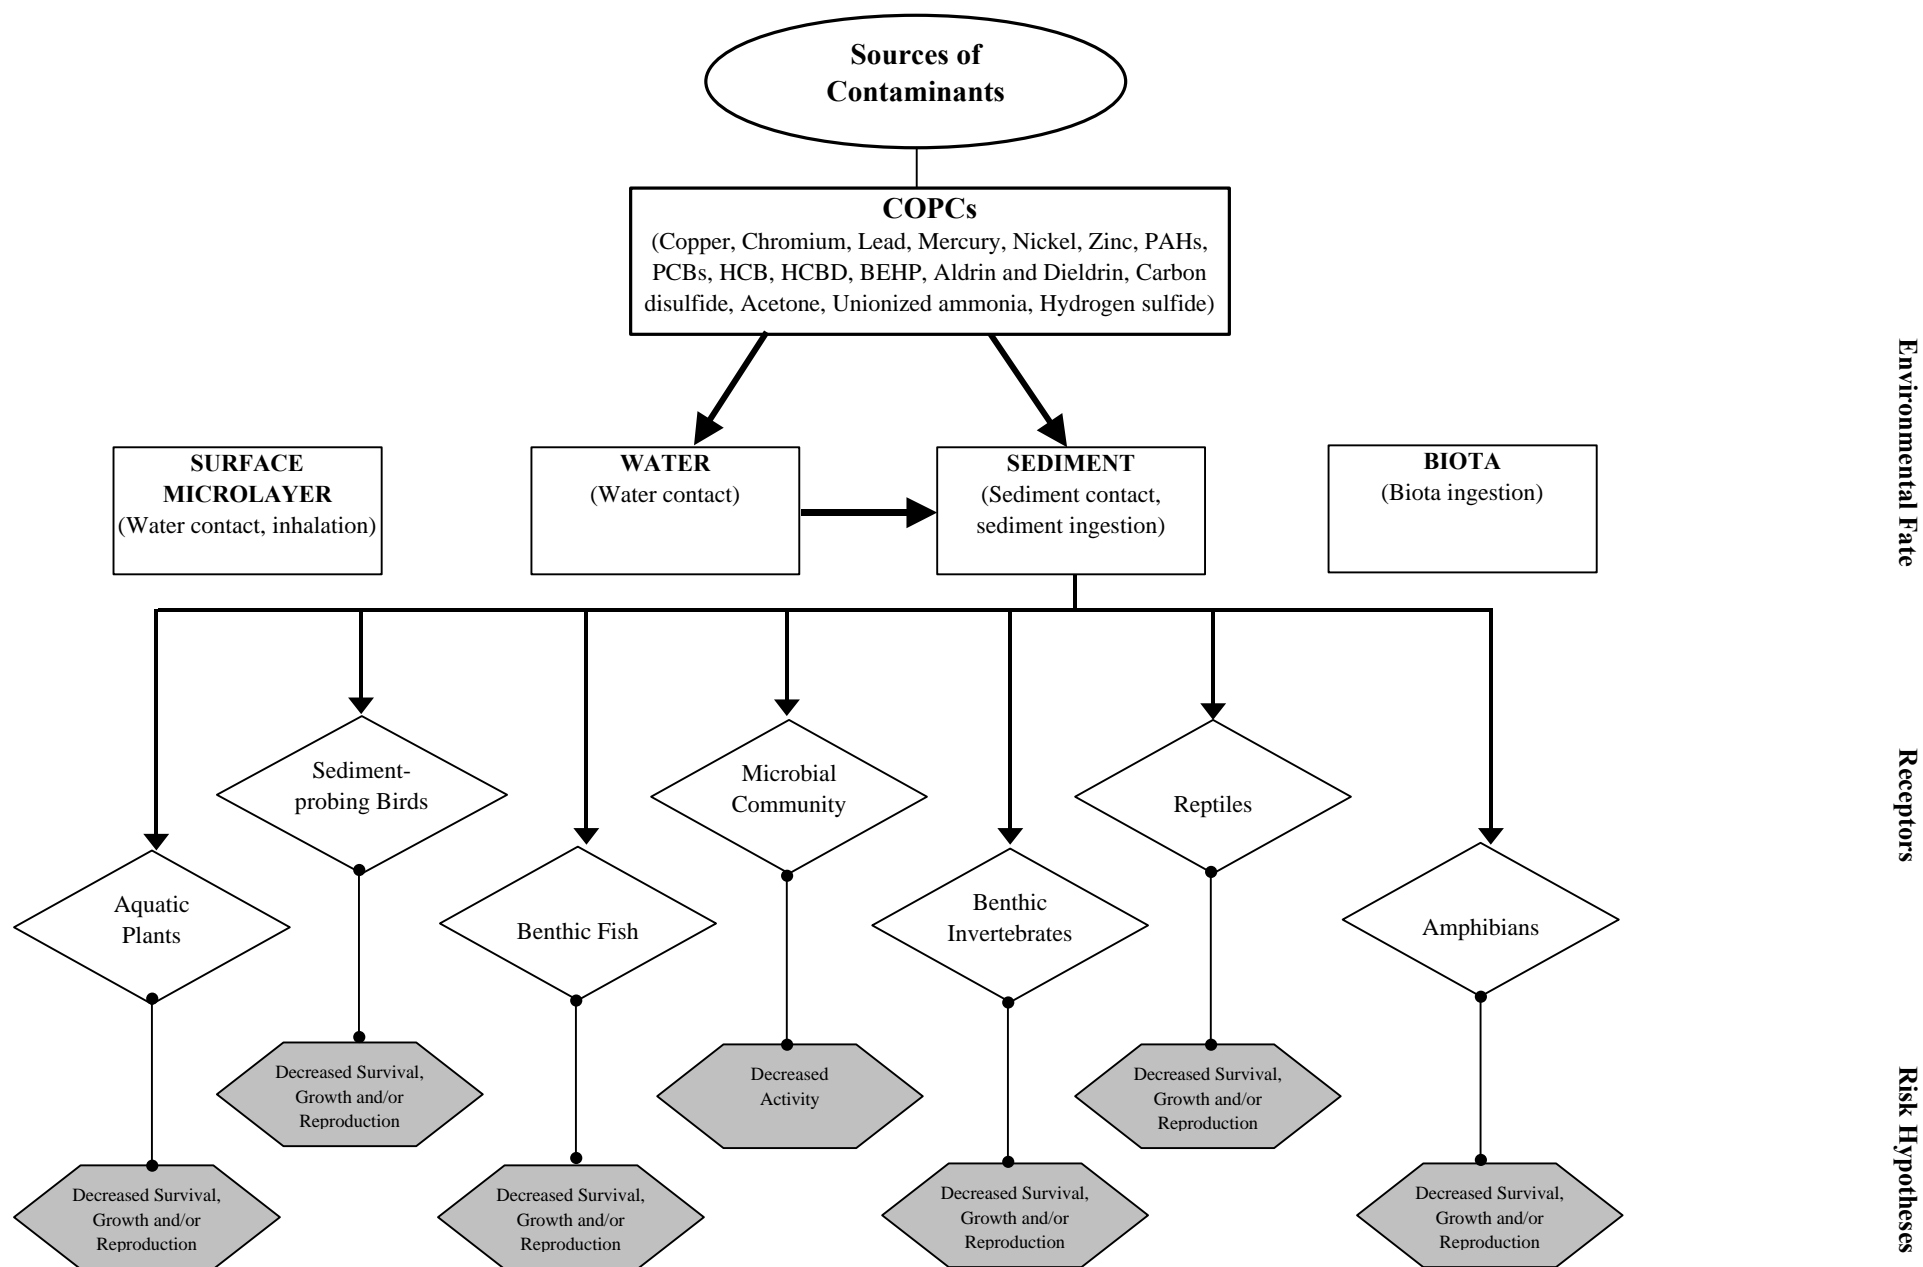 Sources of
Contaminants
COPCs
(Copper, Chromium, Lead, Mercury, Nickel, Zinc, PAHs,
PCBs, HCB, HCBD, BEHP, Aldrin and Dieldrin, Carbon
disulfide, Acetone, Unionized ammonia, Hydrogen sulfide)
Environmental Fate
SURFACE
MICROLAYER
(Water contact, inhalation)
WATER
(Water contact)
SEDIMENT
(Sediment contact,
sediment ingestion)
BIOTA
(Biota ingestion)
Receptors
Aquatic
Plants
Sediment-
probing Birds
Benthic Fish
Microbial
Community
Benthic
Invertebrates
Reptiles
Amphibians
Risk Hypotheses
Decreased Survival,
Growth and/or
Reproduction
Decreased Survival,
Growth and/or
Reproduction
Decreased Survival,
Growth and/or
Reproduction
Decreased
Activity
Decreased Survival,
Growth and/or
Reproduction
Decreased Survival,
Growth and/or
Reproduction
Decreased Survival,
Growth and/or
Reproduction